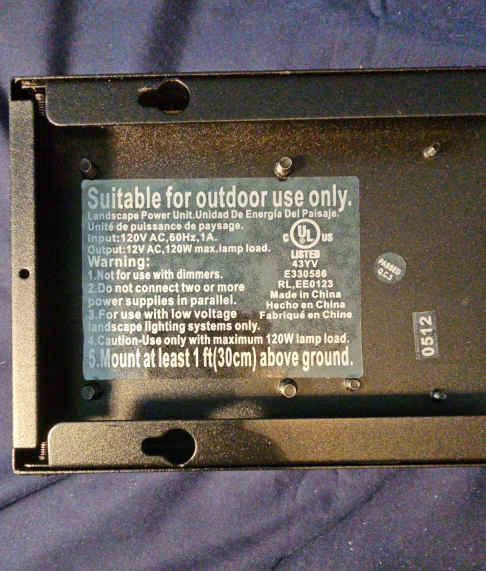 Suitable for outdoor use only.
Landscape Power Unit.Unidad De Energía Del Paisaje.
Unité de puissance de paysage.
Input:120V AC,60Hz,1A.
Output:12V AC,120W max.lamp load.
Warning:
1.Not for use with dimmers.
2.Do not connect two or more
power supplies in parallel.
3.For use with low voltage
landscape lighting systems only.
4.Caution-Use only with maximum 120W lamp load.
5.Mount at least 1 ft(30cm) above ground.
C UL US
LISTED
43YV
E330586
RL,EE0123
Made in China
Hecho en China
Fabriqué en Chine
PASSED
Q.C.5
0512